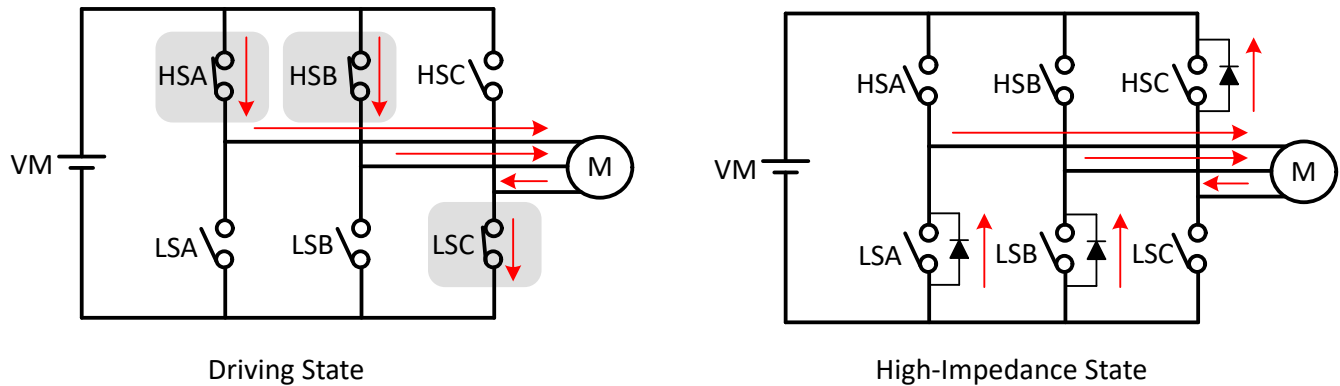 HSA
HSB
HSC
VM
M
LSA
LSB
LSC
Driving State
HSA
HSB
HSC
VM
M
LSA
LSB
LSC
High-Impedance State